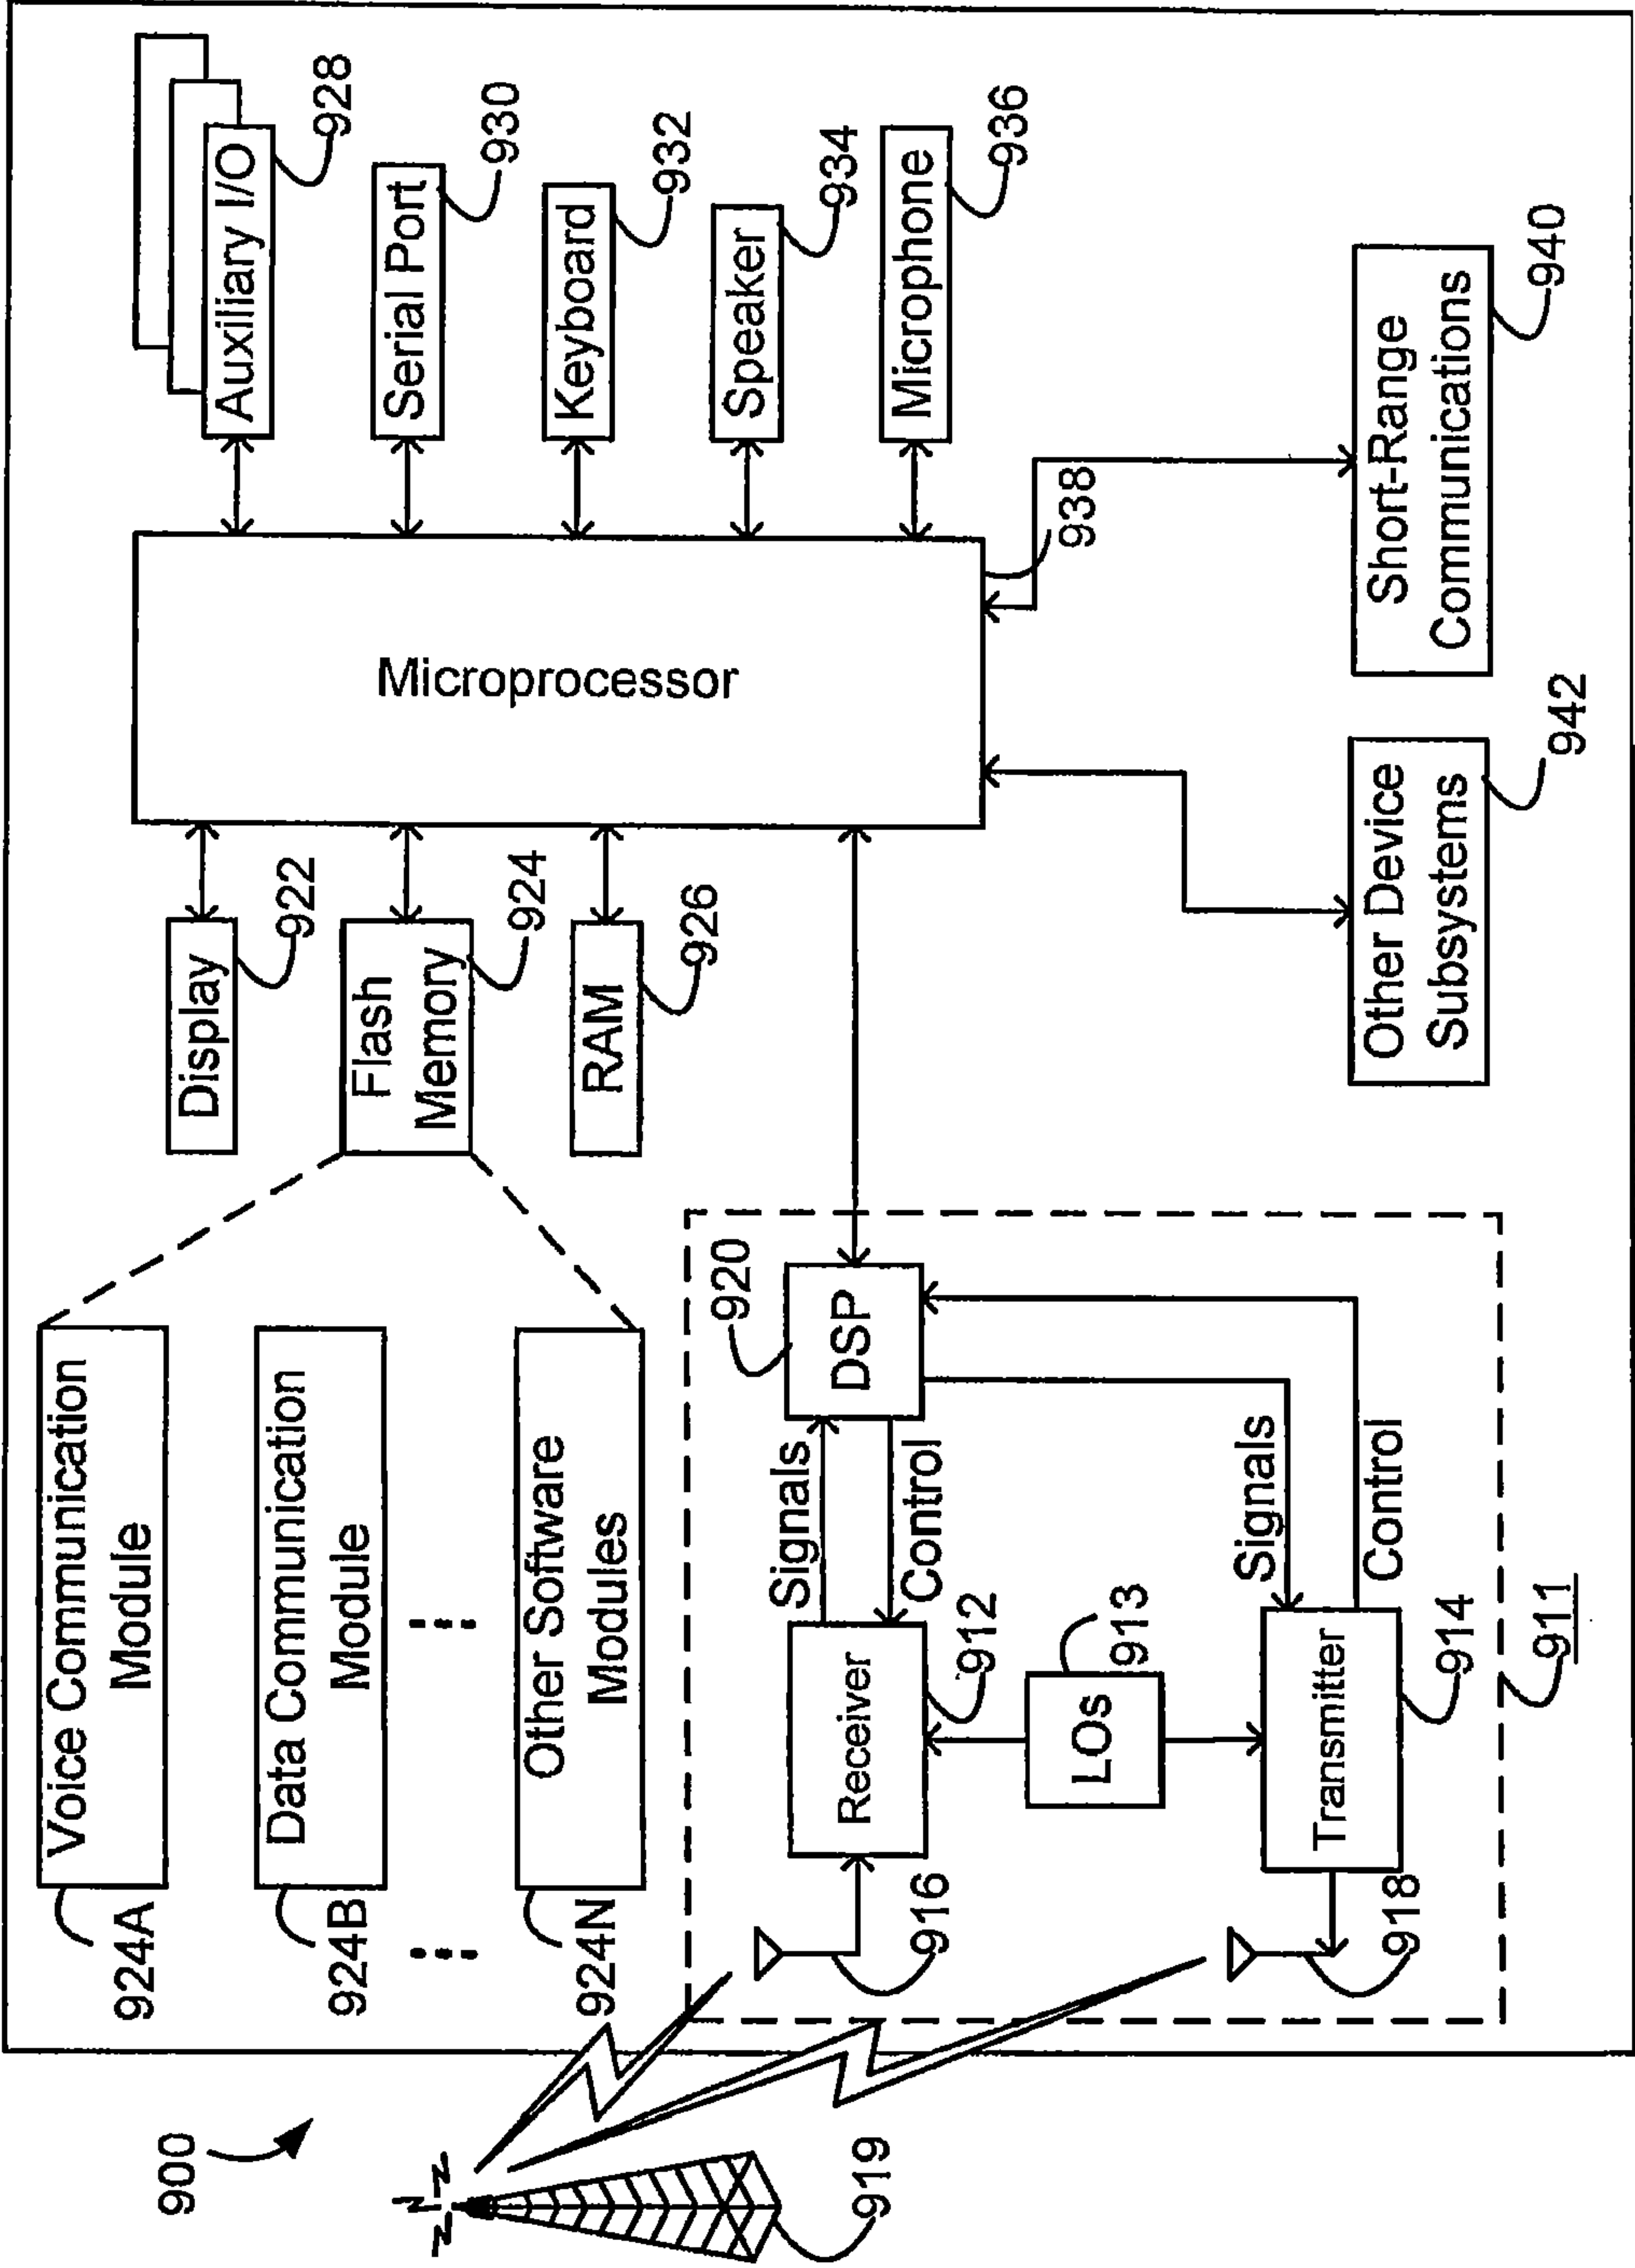 900
919
Voice Communication
Module
924A
Data Communication
Module
924B
Other Software
Modules
924N
Display
922
Flash
Memory
924
RAM
926
Microprocessor
938
Auxiliary I/O
928
Serial Port
930
Keyboard
932
Speaker
934
Microphone
936
Short-Range
Communications
940
Other Device
Subsystems
942
920
DSP
Signals
Control
Receiver
912
916
LOs
913
Signals
Control
Transmitter
914
918
911